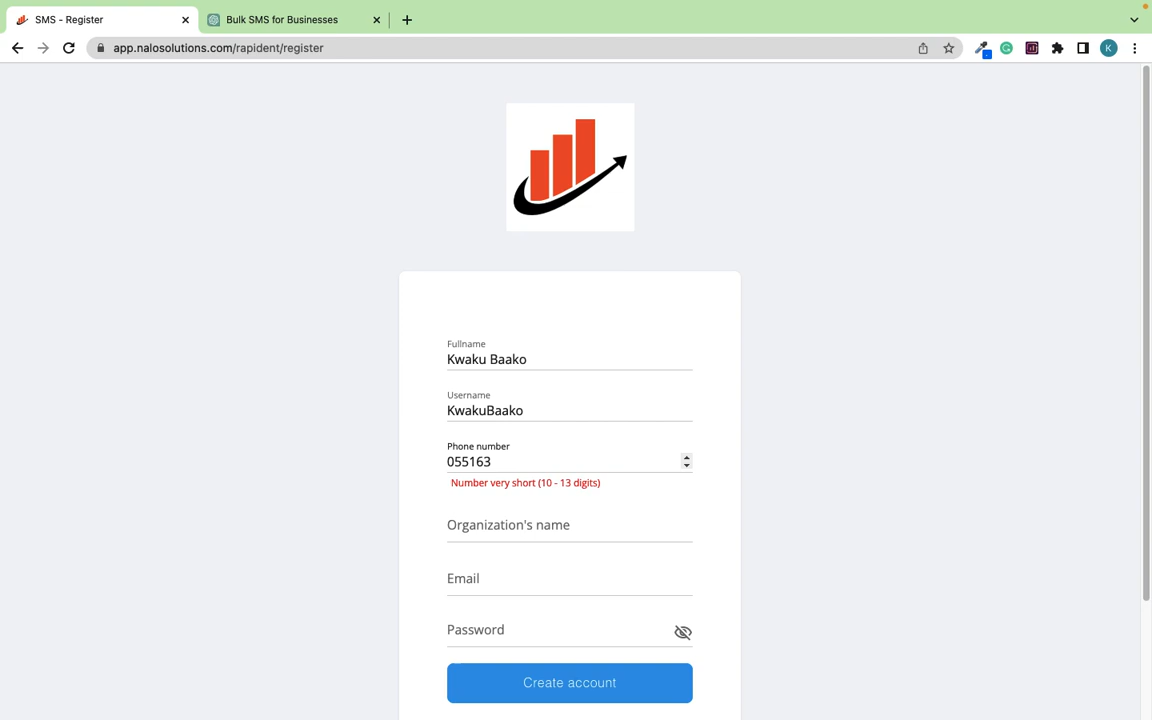 SMS - Register
Bulk SMS for Businesses
app.nalosolutions.com/rapident/register
K
Fullname
Kwaku Baako
Username
KwakuBaako
Phone number
055163
Number very short (10 - 13 digits)
Organization's name
Email
Password
Create account